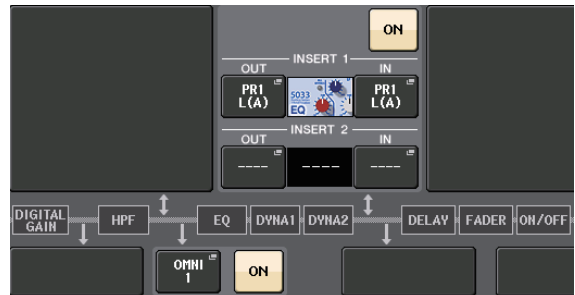 ON
INSERT 1
OUT IN
PR1
L(A)
5033
EQ
PR1
L(A)
INSERT 2
OUT IN
---- ---- ----
DIGITAL
GAIN
HPF EQ DYNA1 DYNA2 DELAY FADER ON/OFF
OMNI
1
ON